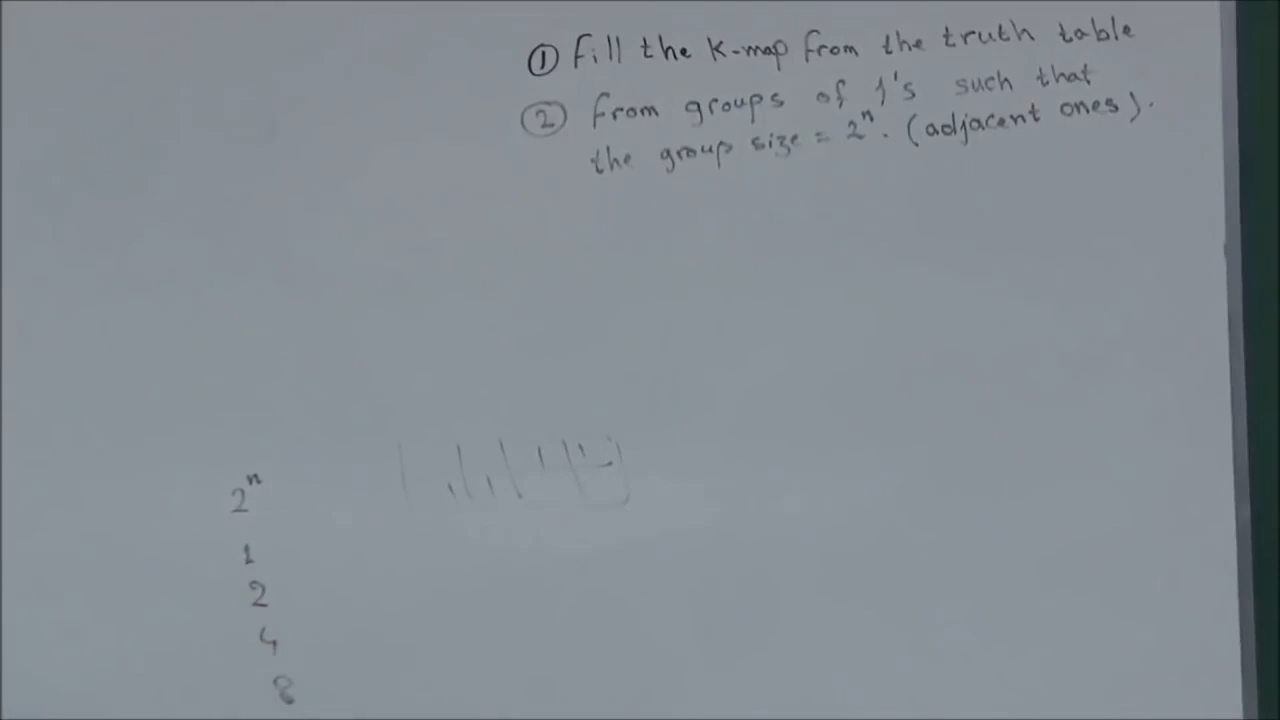 ① Fill the K-map from the truth table
② from groups of 1's such that
the group size = 2ⁿ. (adjacent ones).
2ⁿ
1
2
4
8